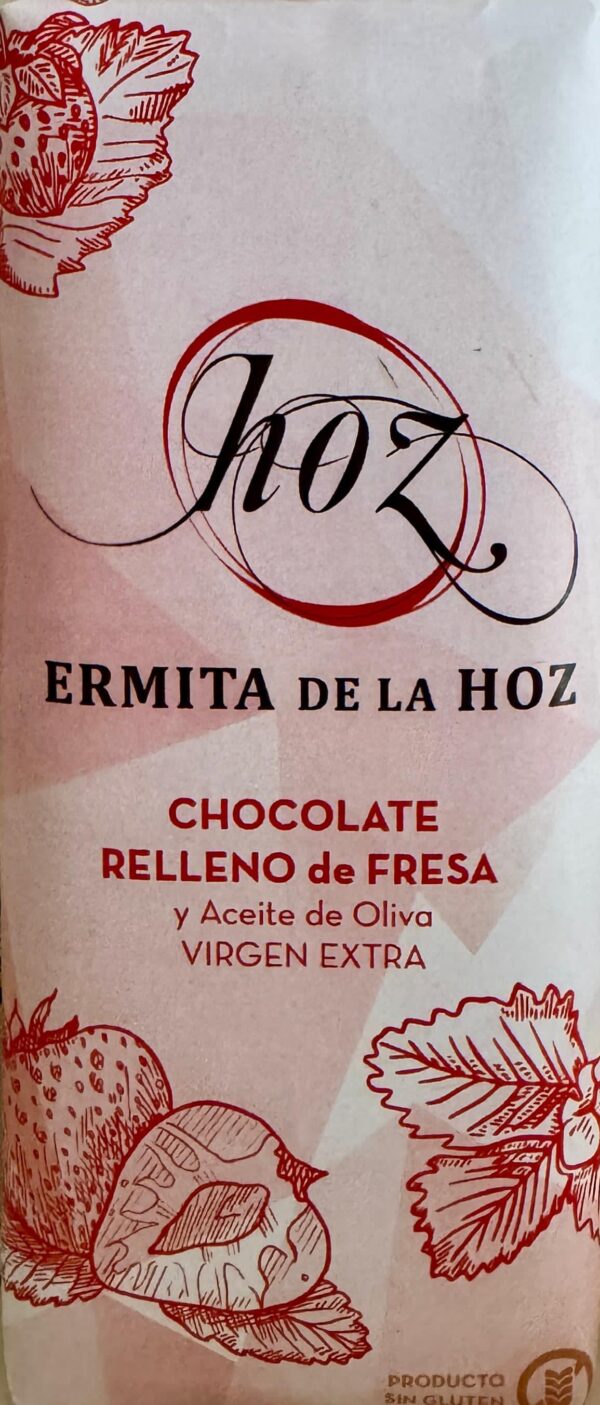 hoz
ERMITA DE LA HOZ
CHOCOLATE
RELLENO de FRESA
y Aceite de Oliva
VIRGEN EXTRA
PRODUCTO
SIN GLUTEN